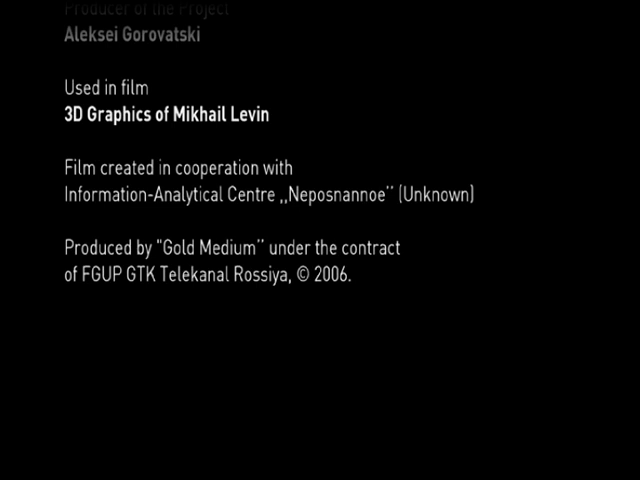 Producer of the Project
Aleksei Gorovatski
Used in film
3D Graphics of Mikhail Levin
Film created in cooperation with
Information-Analytical Centre „Neposnannoe’’ (Unknown)
Produced by "Gold Medium’’ under the contract
of FGUP GTK Telekanal Rossiya, © 2006.